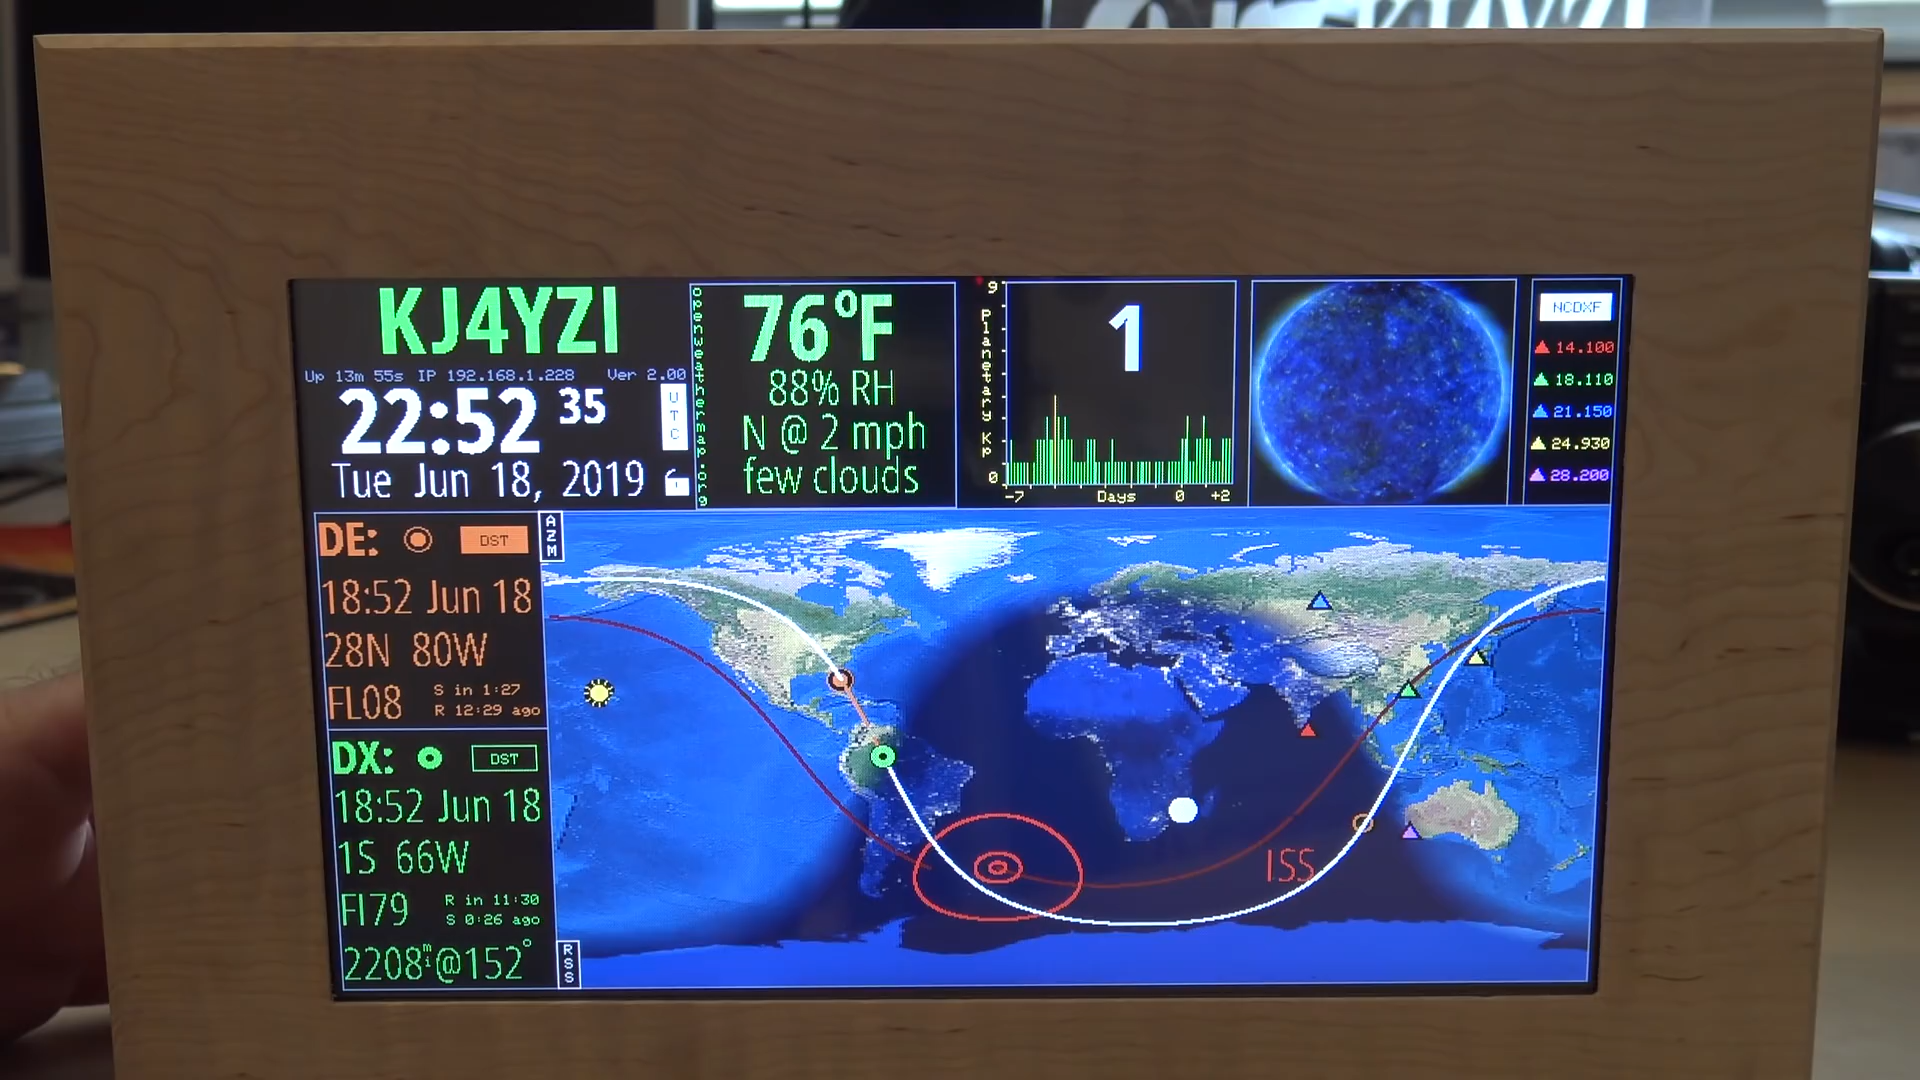 KJ4YZI
Up 13m 55s IP 192.168.1.228 Ver 2.00
22:52 35
UTC
Tue Jun 18, 2019
openweathermap.org
76°F
88% RH
N @ 2 mph
few clouds
Planetary Kp
9
0
1
-7 Days 0 +2
NCDXF
14.100
18.110
21.150
24.930
28.200
DE: DST
18:52 Jun 18
28N 80W
FL08
S in 1:27
R 12:29 ago
DX: DST
18:52 Jun 18
1S 66W
FI79
R in 11:30
S 0:26 ago
2208mi@152°
AZM
RSS
ISS